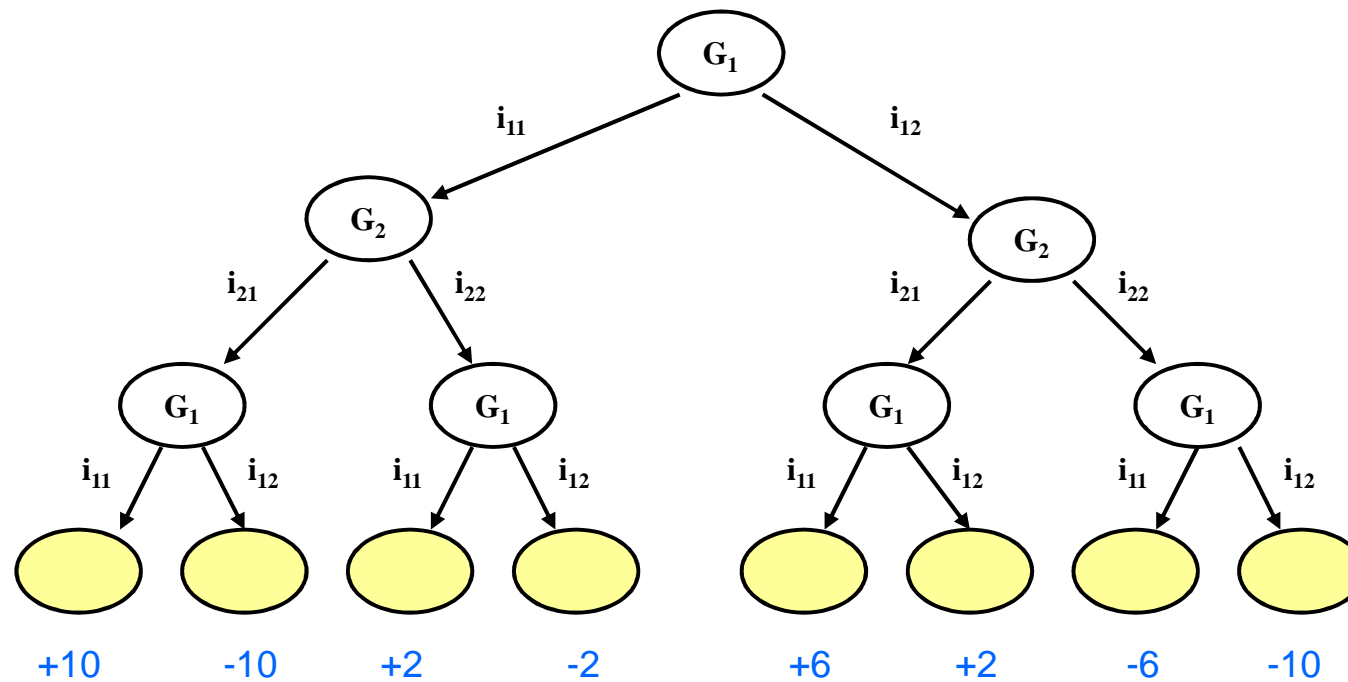 G₁
i₁₁ i₁₂
G₂ G₂
i₂₁ i₂₂ i₂₁ i₂₂
G₁ G₁ G₁ G₁
i₁₁ i₁₂ i₁₁ i₁₂ i₁₁ i₁₂ i₁₁ i₁₂
+10 -10 +2 -2 +6 +2 -6 -10